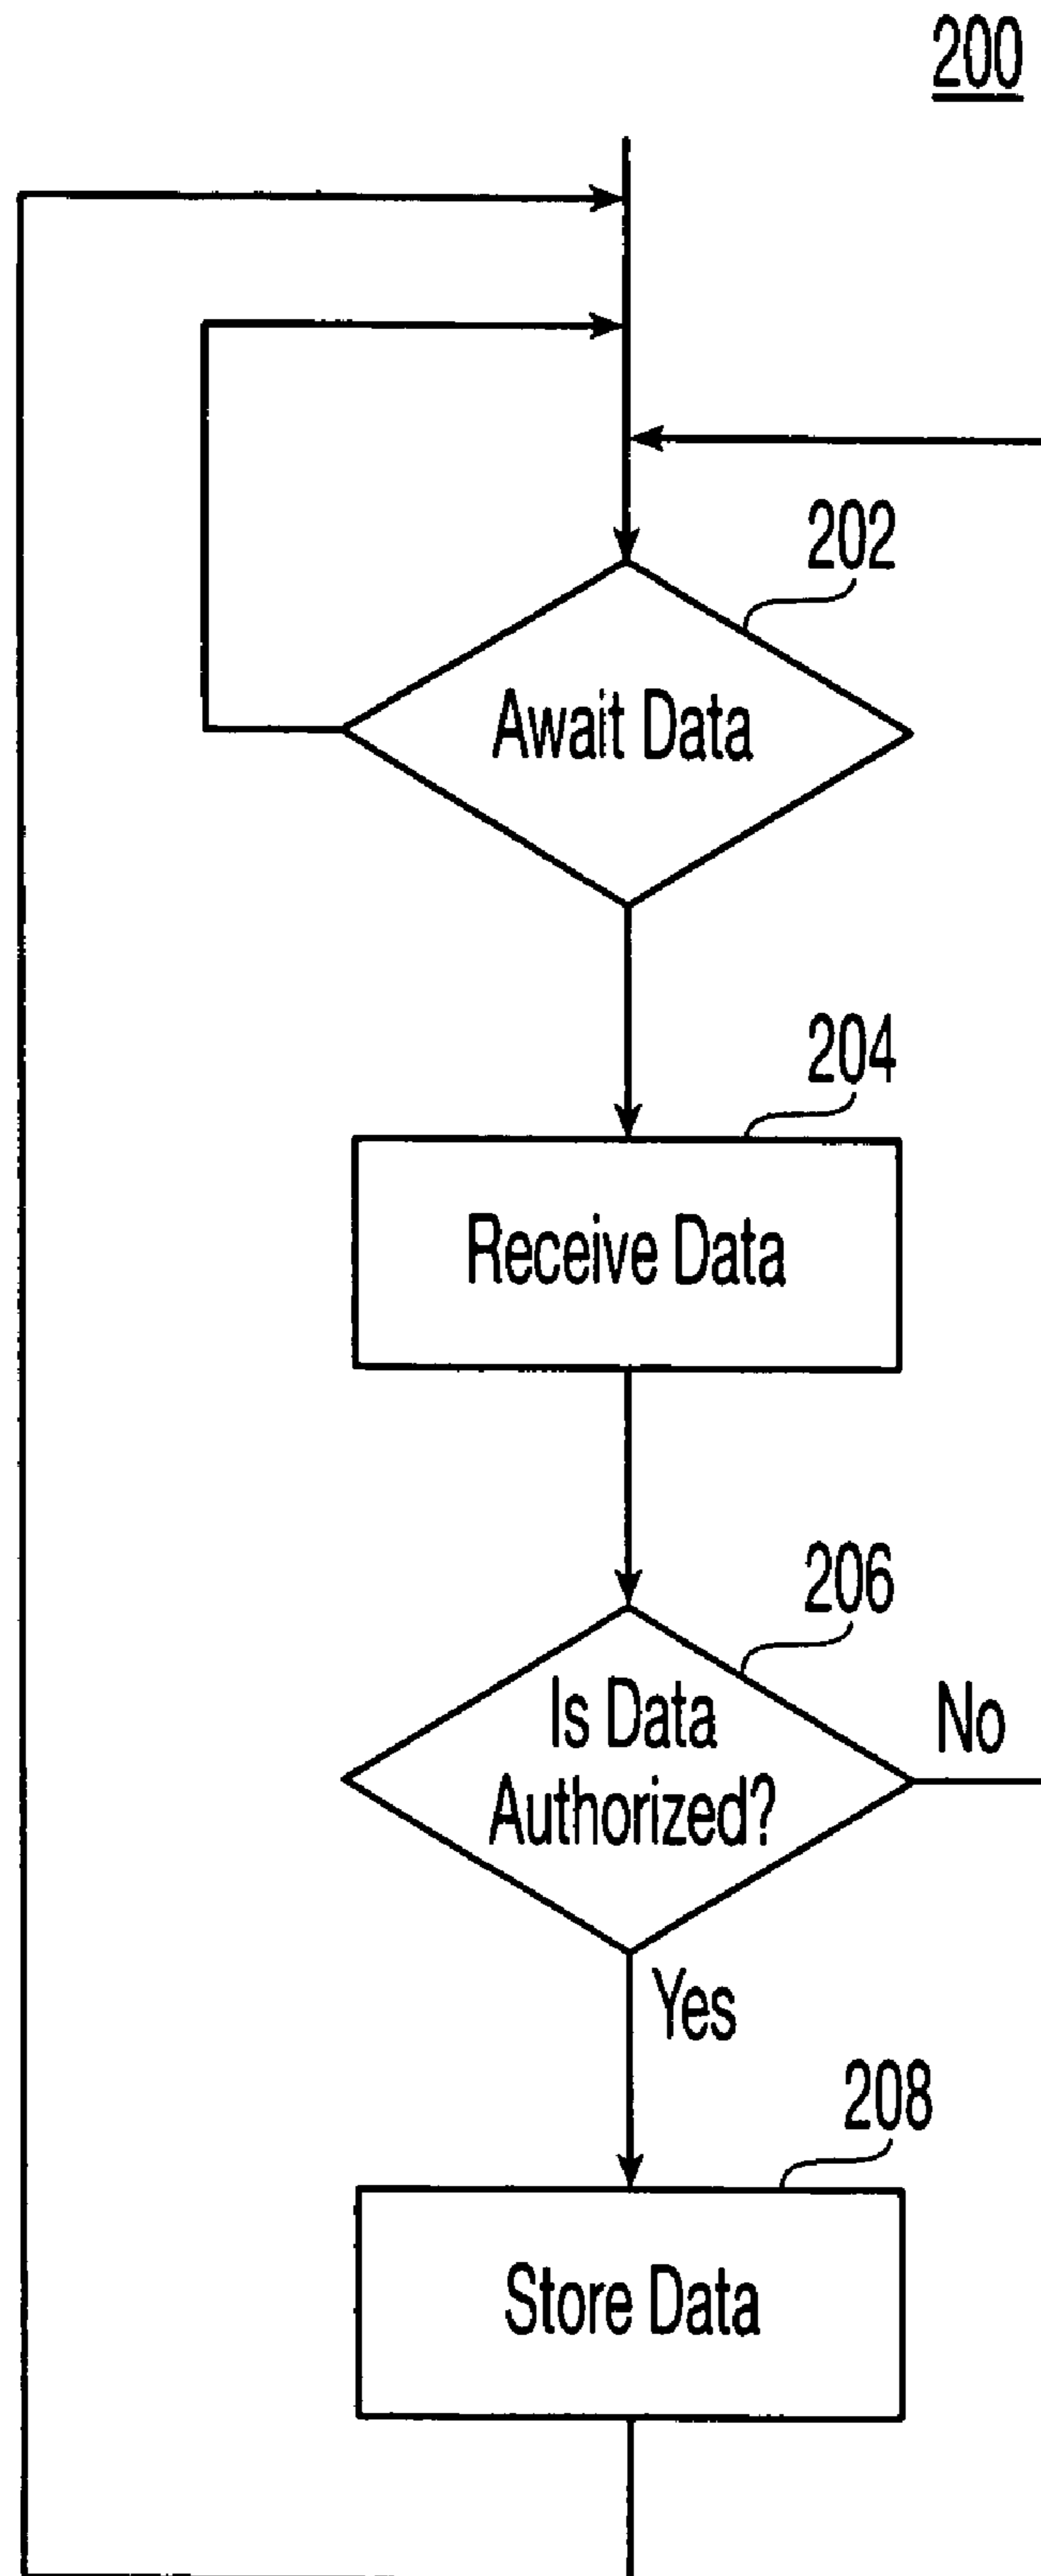 200
202
Await Data
204
Receive Data
206
Is Data
Authorized?
No
Yes
208
Store Data